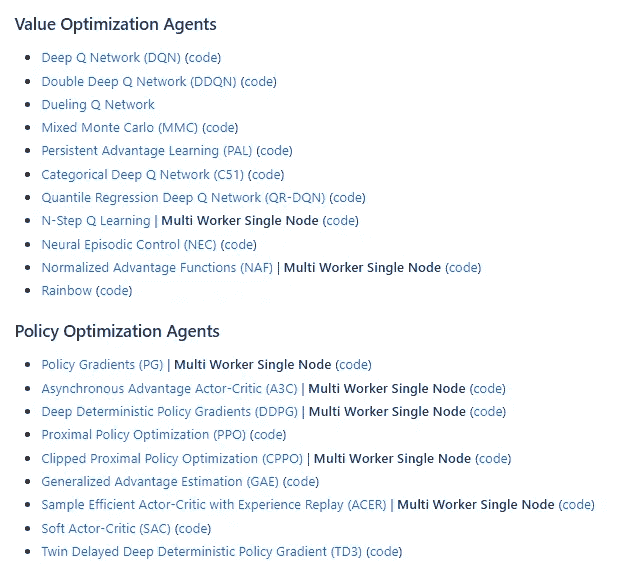 Value Optimization Agents
Deep Q Network (DQN) (code)
Double Deep Q Network (DDQN) (code)
Dueling Q Network
Mixed Monte Carlo (MMC) (code)
Persistent Advantage Learning (PAL) (code)
Categorical Deep Q Network (C51) (code)
Quantile Regression Deep Q Network (QR-DQN) (code)
N-Step Q Learning | Multi Worker Single Node (code)
Neural Episodic Control (NEC) (code)
Normalized Advantage Functions (NAF) | Multi Worker Single Node (code)
Rainbow (code)
Policy Optimization Agents
Policy Gradients (PG) | Multi Worker Single Node (code)
Asynchronous Advantage Actor-Critic (A3C) | Multi Worker Single Node (code)
Deep Deterministic Policy Gradients (DDPG) | Multi Worker Single Node (code)
Proximal Policy Optimization (PPO) (code)
Clipped Proximal Policy Optimization (CPPO) | Multi Worker Single Node (code)
Generalized Advantage Estimation (GAE) (code)
Sample Efficient Actor-Critic with Experience Replay (ACER) | Multi Worker Single Node (code)
Soft Actor-Critic (SAC) (code)
Twin Delayed Deep Deterministic Policy Gradient (TD3) (code)